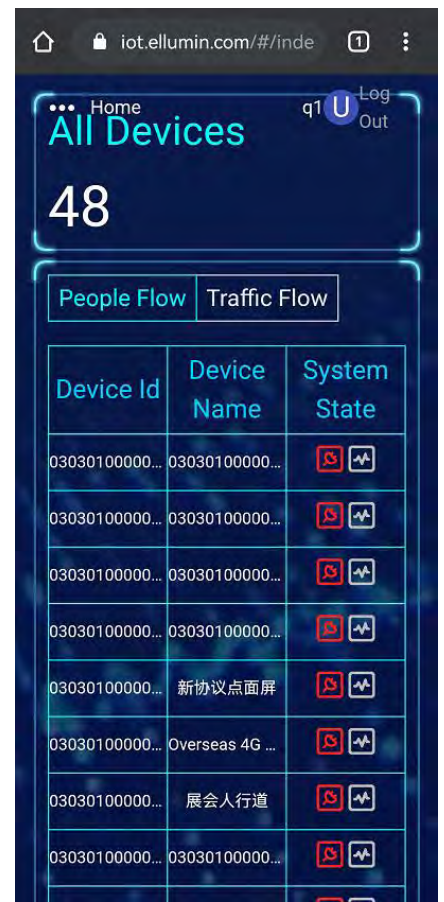 iot.ellumin.com/#/inde 1
Home q1 U Log Out
All Devices
48
People Flow Traffic Flow
Device Id Device Name System State
03030100000... 03030100000...
03030100000... 03030100000...
03030100000... 03030100000...
03030100000... 03030100000...
03030100000... 新协议点面屏
03030100000... Overseas 4G ...
03030100000... 展会人行道
03030100000... 03030100000...